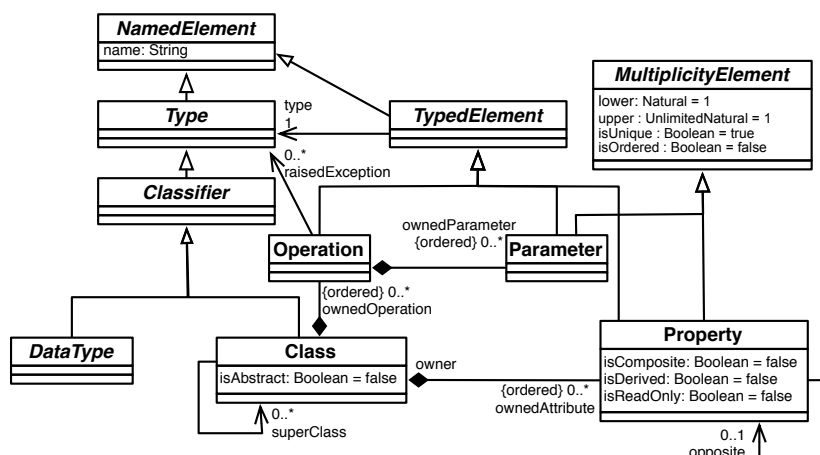 NamedElement
name: String
MultiplicityElement
lower: Natural = 1
upper : UnlimitedNatural = 1
isUnique : Boolean = true
isOrdered : Boolean = false
Type
type
1
TypedElement
0..*
raisedException
Classifier
Operation
ownedParameter
{ordered} 0..*
Parameter
{ordered} 0..*
ownedOperation
DataType
Class
isAbstract: Boolean = false
owner
{ordered} 0..*
ownedAttribute
Property
isComposite: Boolean = false
isDerived: Boolean = false
isReadOnly: Boolean = false
0..*
superClass
0..1
opposite